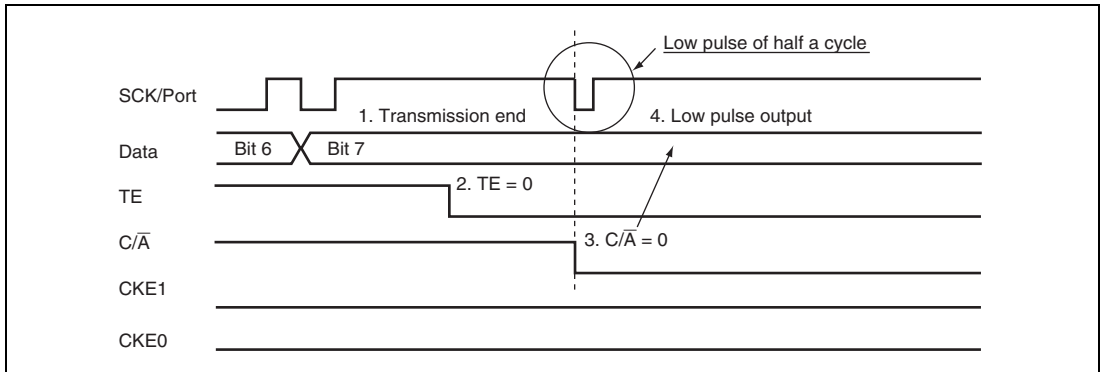 Low pulse of half a cycle
SCK/Port
1. Transmission end
4. Low pulse output
Data
Bit 6
Bit 7
TE
2. TE = 0
C/A̅
3. C/A̅ = 0
CKE1
CKE0